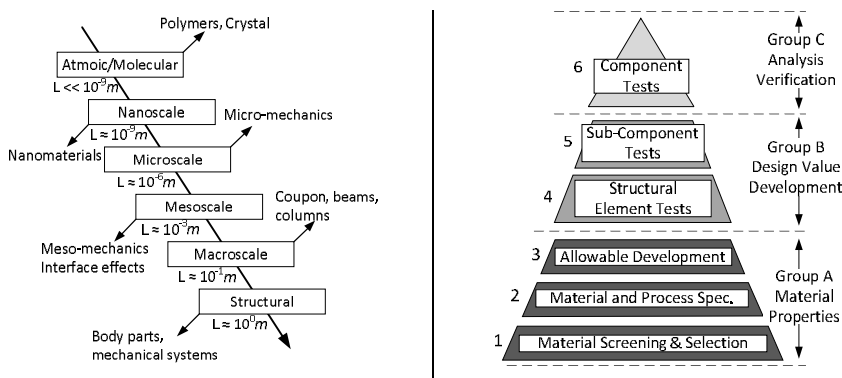 Polymers, Crystal
Atmoic/Molecular
L << 10⁻⁹m
Nanoscale
L ≈ 10⁻⁹m
Micro-mechanics
Nanomaterials
Microscale
L ≈ 10⁻⁶m
Coupon, beams,
columns
Mesoscale
L ≈ 10⁻³m
Meso-mechanics
Interface effects
Macroscale
L ≈ 10⁻¹m
Structural
L ≈ 10⁰m
Body parts,
mechanical systems
6
Component
Tests
Group C
Analysis
Verification
5
Sub-Component
Tests
4
Structural
Element Tests
Group B
Design Value
Development
3
Allowable Development
2
Material and Process Spec.
1
Material Screening & Selection
Group A
Material
Properties